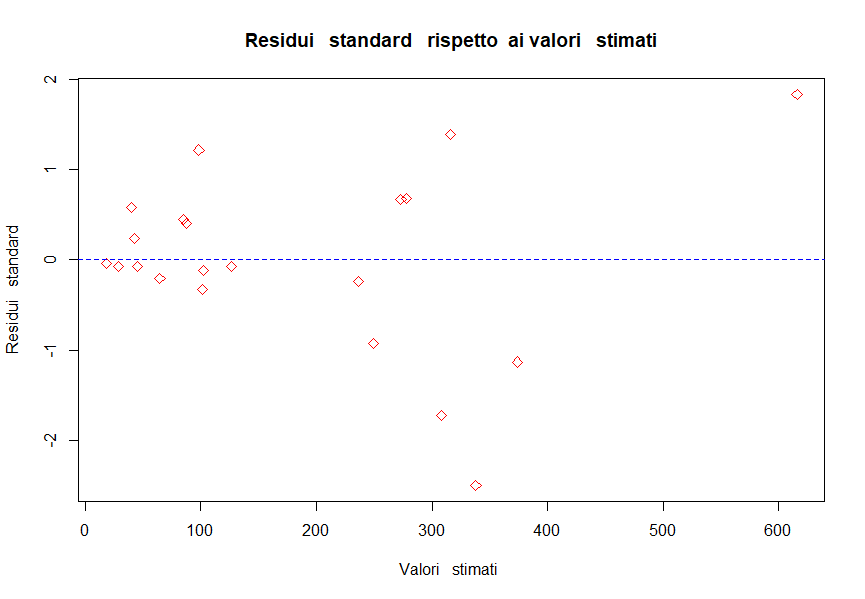 Residui standard rispetto ai valori stimati
2
1
0
-1
-2
Residui standard
0 100 200 300 400 500 600
Valori stimati